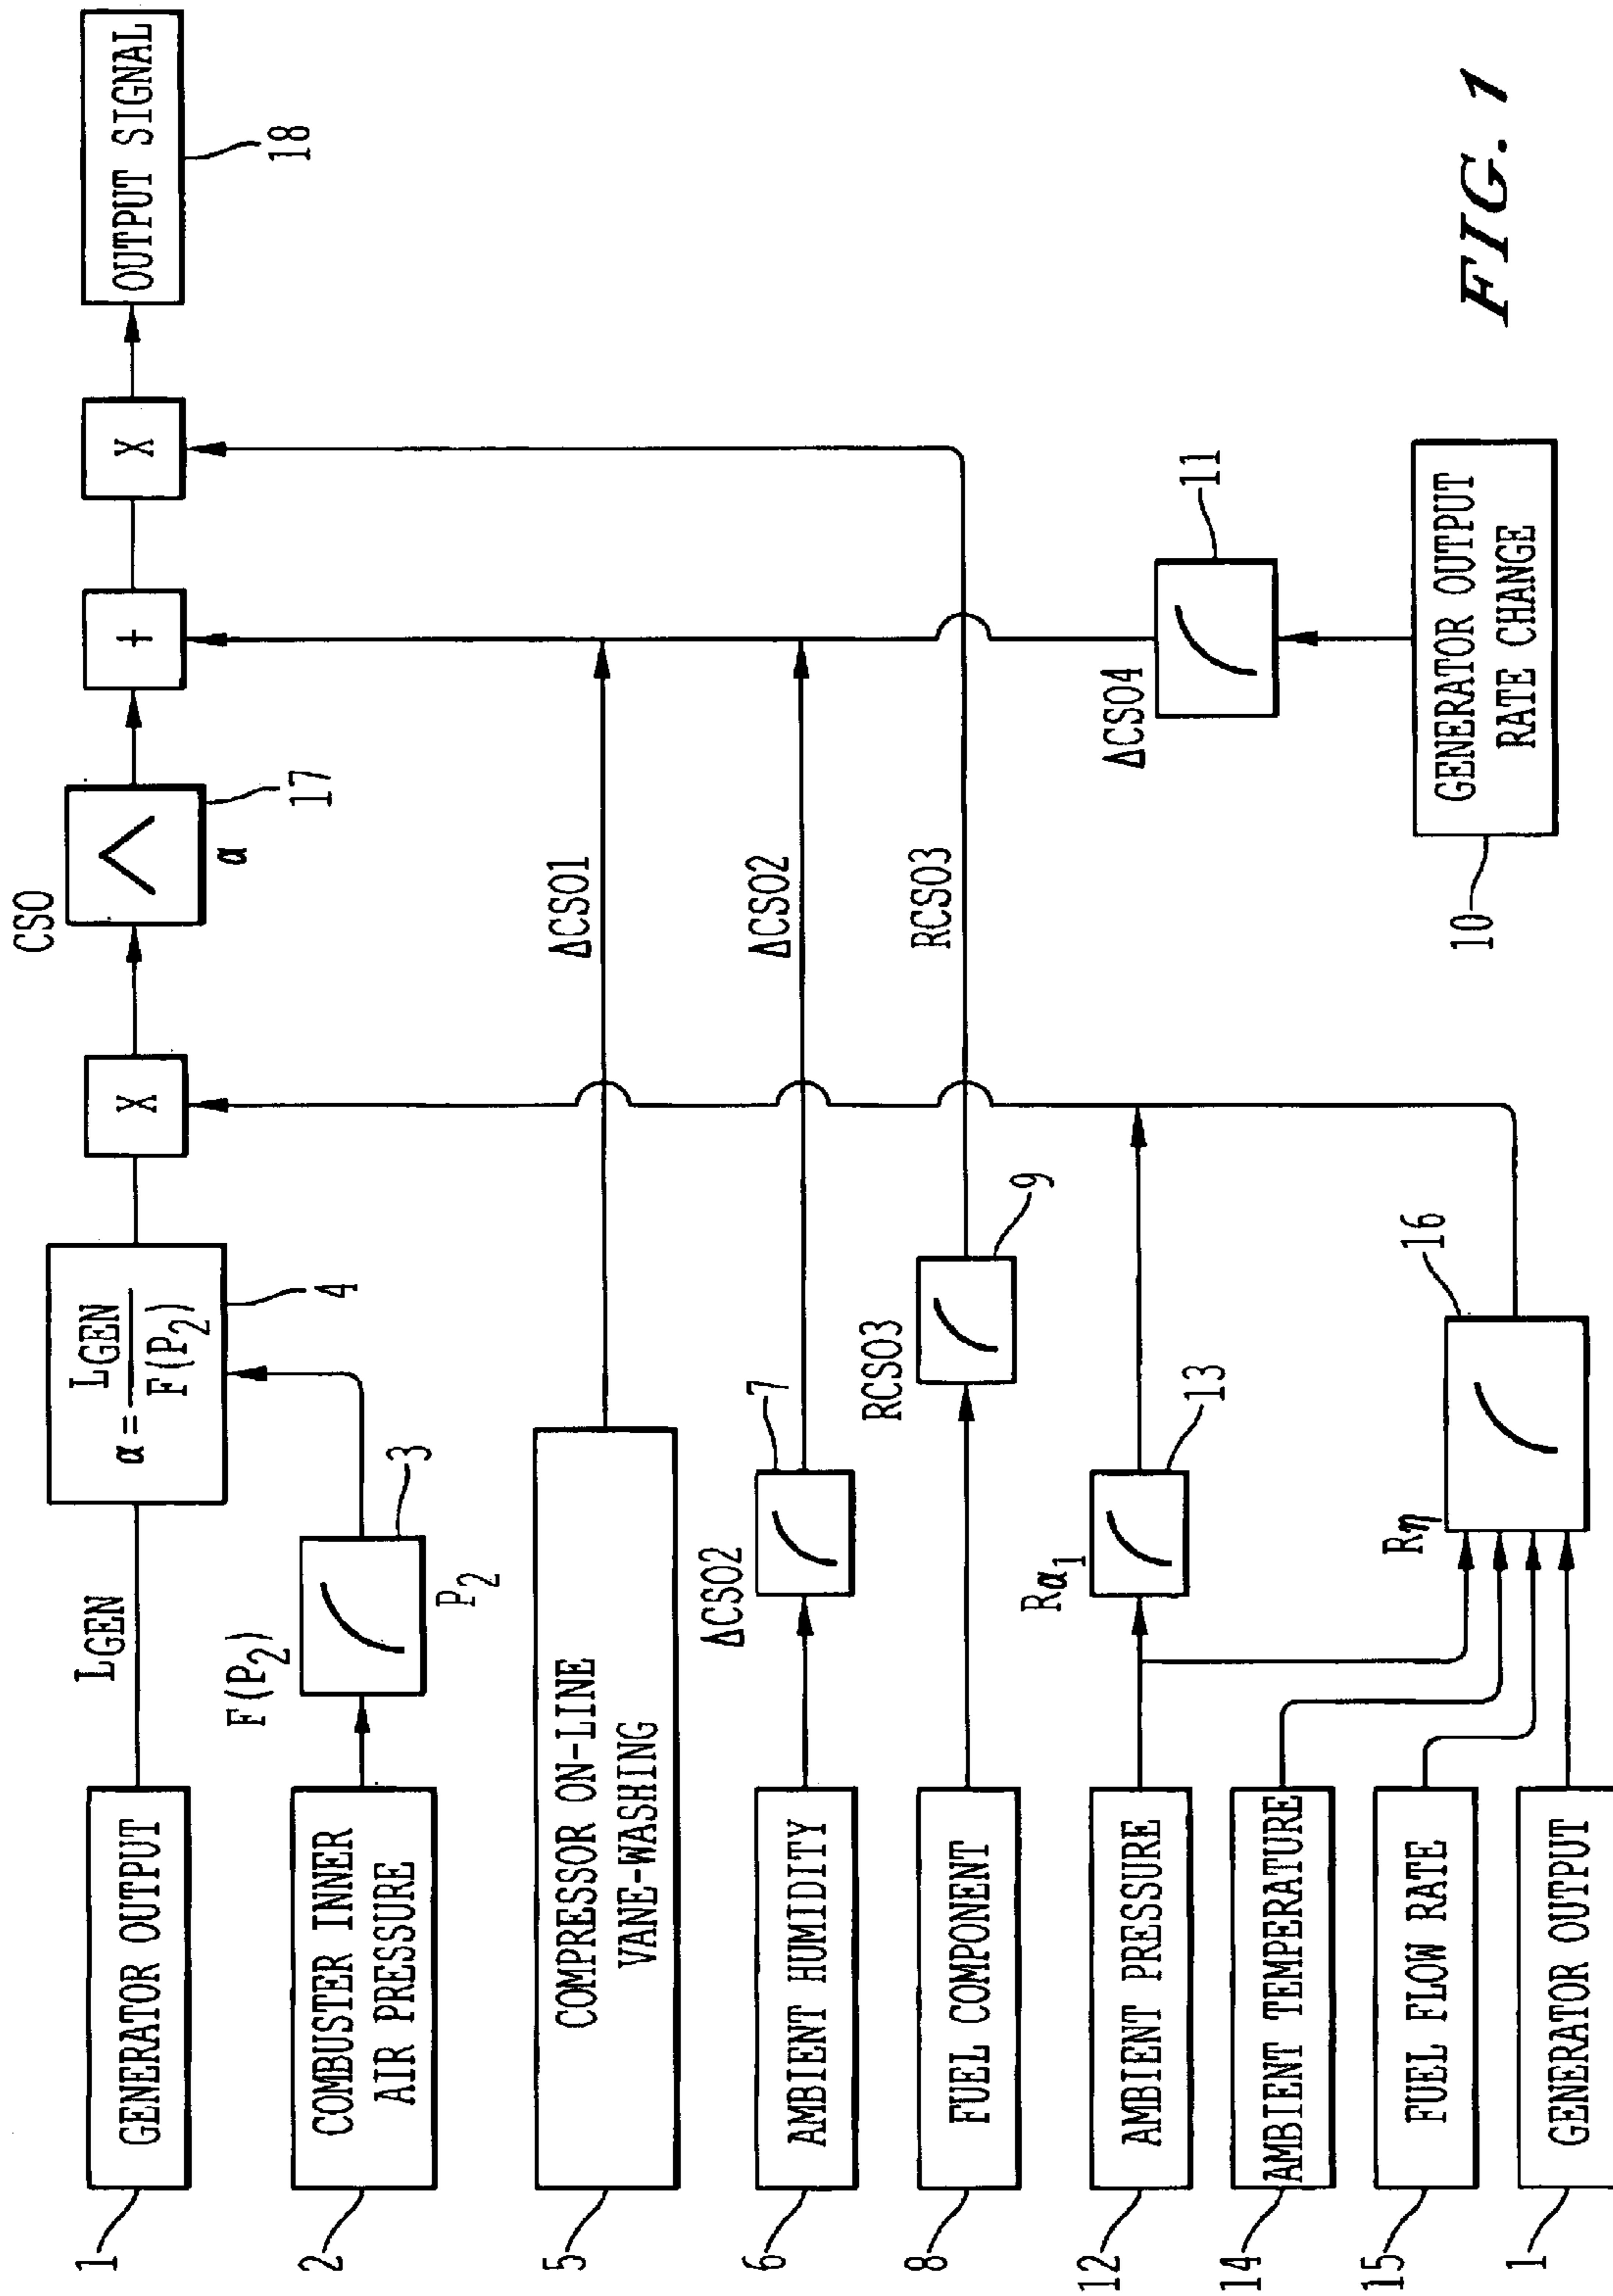 1
GENERATOR OUTPUT
LGEN
α = LGEN / F(P2)
4
X
CSO
17
α
+
X
OUTPUT SIGNAL
18
2
COMBUSTER INNER
AIR PRESSURE
F(P2)
3
P2
5
COMPRESSOR ON-LINE
VANE-WASHING
ΔCSO1
6
AMBIENT HUMIDITY
ΔCSO2
7
ΔCSO2
8
FUEL COMPONENT
RCSO3
9
RCSO3
12
AMBIENT PRESSURE
Rα1
13
14
AMBIENT TEMPERATURE
15
FUEL FLOW RATE
1
GENERATOR OUTPUT
Rη
16
ΔCSO4
11
10
GENERATOR OUTPUT
RATE CHANGE
FIG. 1